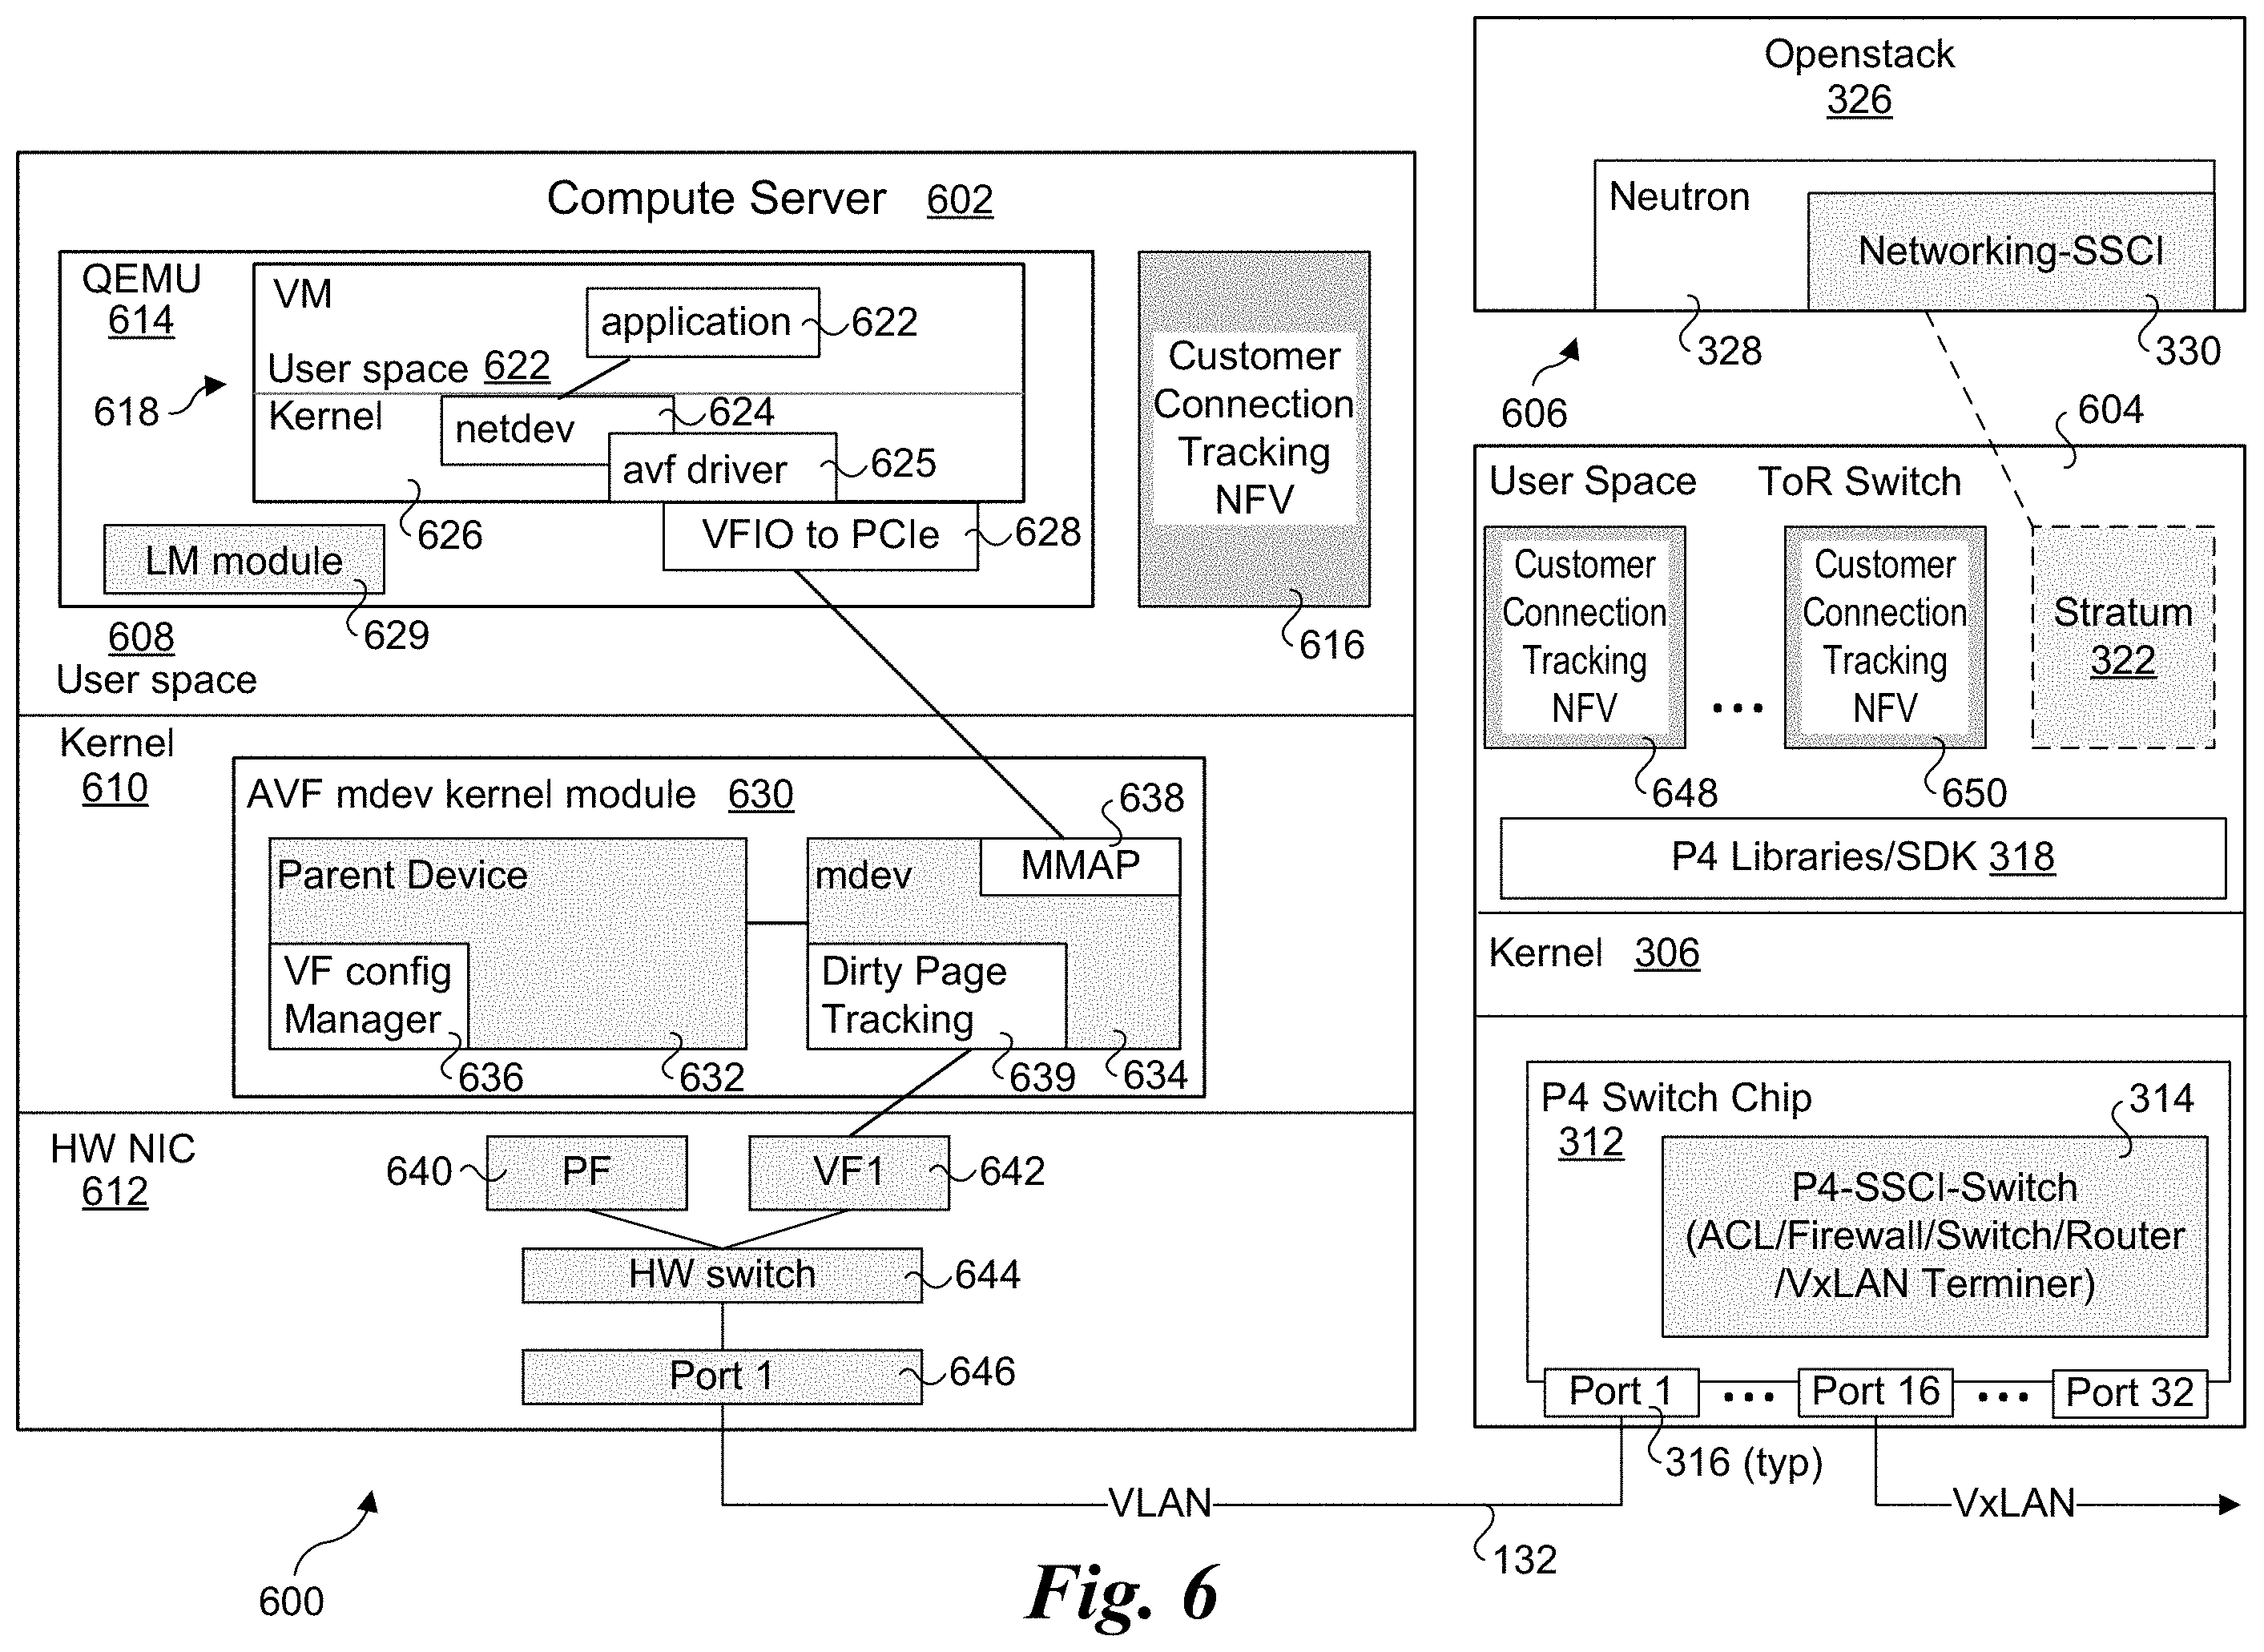 Openstack
326
Neutron
Networking-SSCI
328
330
606
604
Compute Server 602
QEMU
614
VM
application
622
User space 622
618
Kernel
netdev
624
avf driver
625
626
VFIO to PCIe
628
LM module
629
608
User space
Customer
Connection
Tracking
NFV
616
Kernel
610
AVF mdev kernel module 630
638
Parent Device
mdev
MMAP
VF config
Manager
Dirty Page
Tracking
636
632
639
634
HW NIC
612
640
PF
VF1
642
HW switch
644
Port 1
646
User Space
ToR Switch
Customer
Connection
Tracking
NFV
648
...
Customer
Connection
Tracking
NFV
650
Stratum
322
P4 Libraries/SDK 318
Kernel 306
P4 Switch Chip
312
314
P4-SSCI-Switch
(ACL/Firewall/Switch/Router
/VxLAN Terminer)
Port 1
...
Port 16
...
Port 32
316 (typ)
VLAN
132
VxLAN
600
Fig. 6